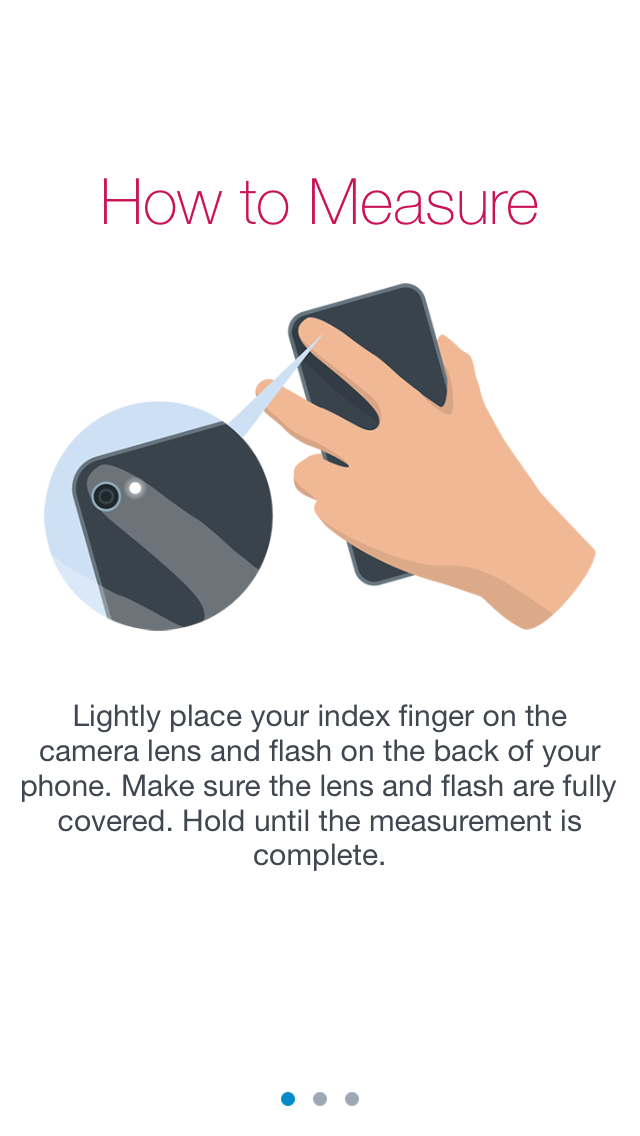 How to Measure
Lightly place your index finger on the
camera lens and flash on the back of your
phone. Make sure the lens and flash are fully
covered. Hold until the measurement is
complete.